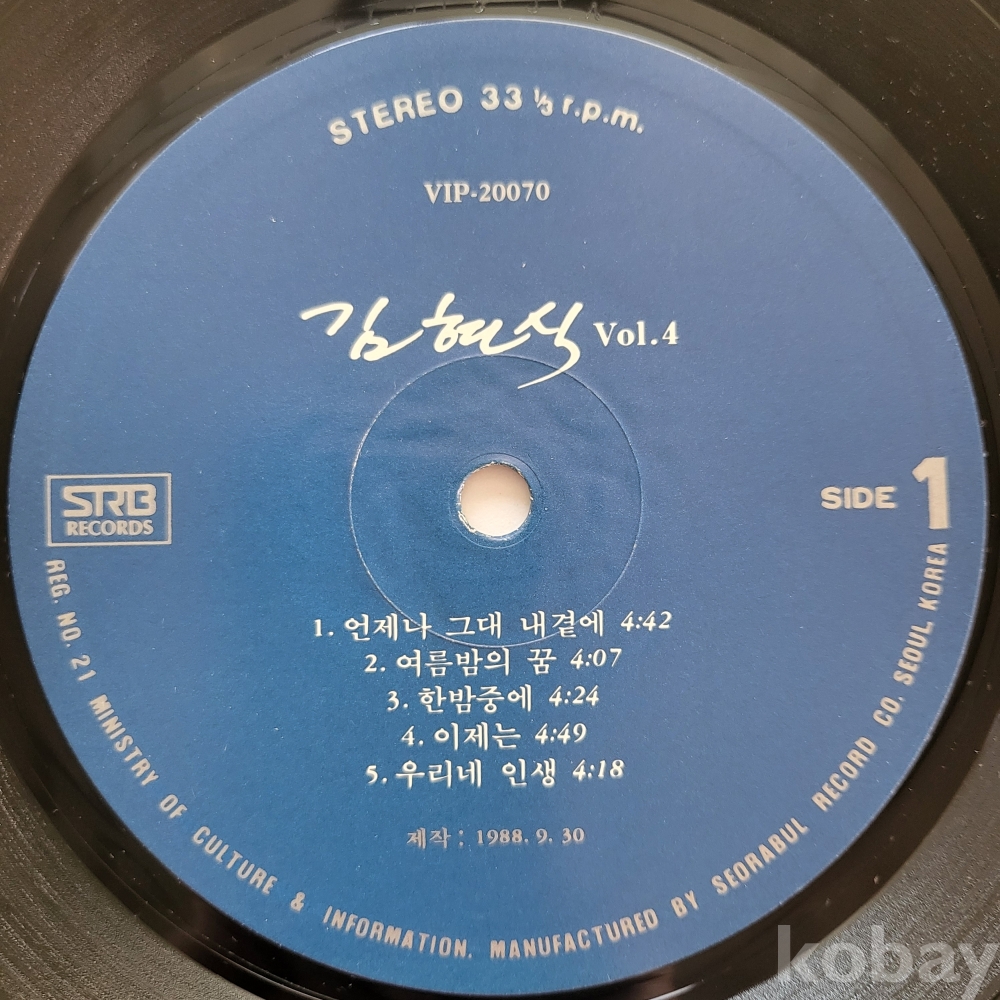 STEREO 33 ⅓ r.p.m.
VIP-20070
김현식 Vol.4
STRB
RECORDS
SIDE 1
1. 언제나 그대 내곁에 4:42
2. 여름밤의 꿈 4:07
3. 한밤중에 4:24
4. 이제는 4:49
5. 우리네 인생 4:18
제작 : 1988. 9. 30
REG. NO. 21 MINISTRY OF CULTURE & INFORMATION. MANUFACTURED BY SEORABUL RECORD CO. SEOUL KOREA
kobay